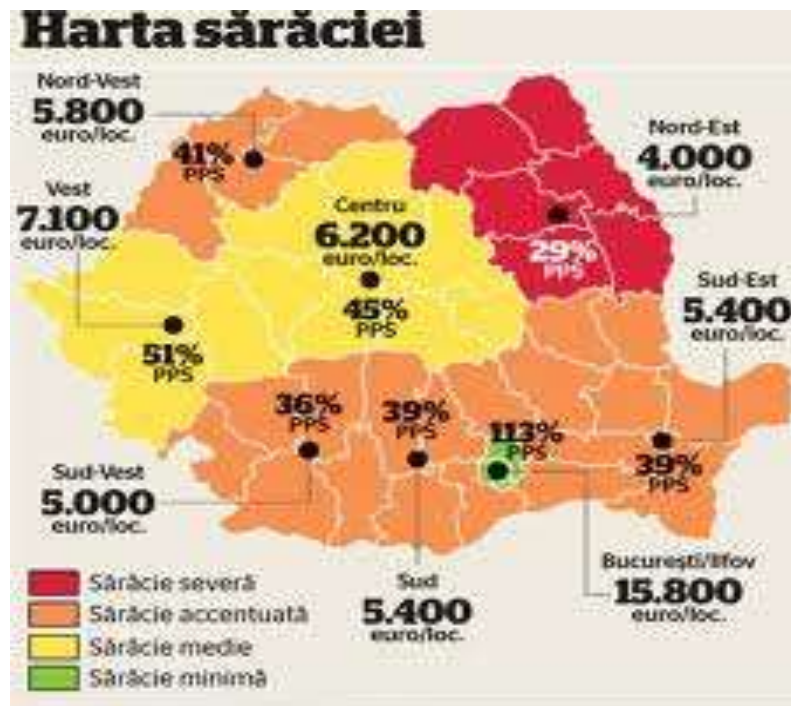 Harta sărăciei
Nord-Vest
5.800
euro/loc.
41%
PPS
Nord-Est
4.000
euro/loc.
29%
PPS
Vest
7.100
euro/loc.
51%
PPS
Centru
6.200
euro/loc.
45%
PPS
Sud-Est
5.400
euro/loc.
39%
PPS
36%
PPS
39%
PPS
113%
PPS
Sud-Vest
5.000
euro/loc.
Sud
5.400
euro/loc.
București/Ilfov
15.800
euro/loc.
Sărăcie severă
Sărăcie accentuată
Sărăcie medie
Sărăcie minimă